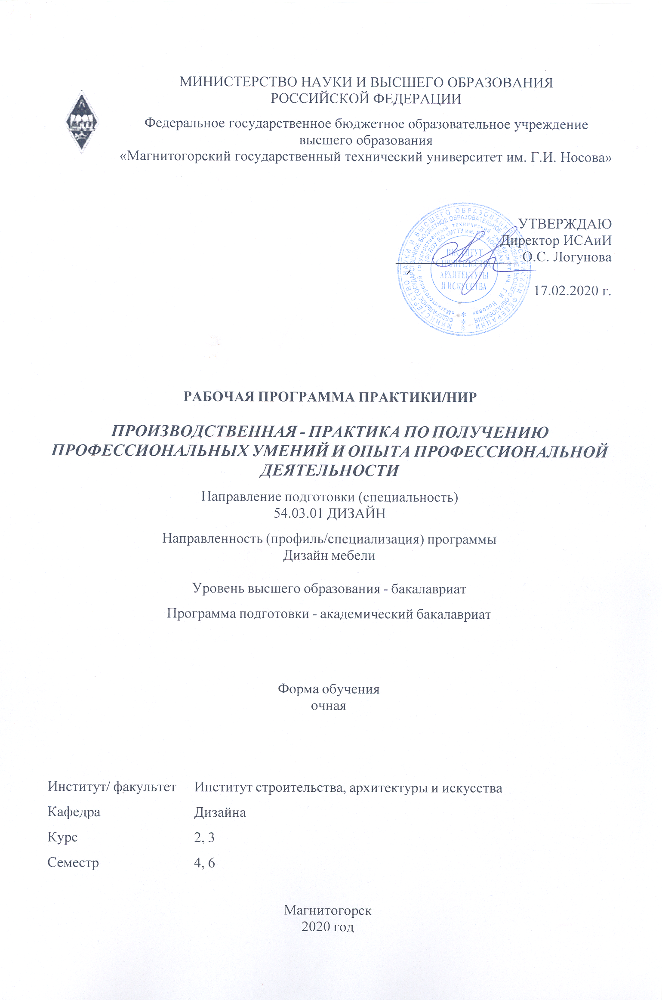 МИНИСТЕРСТВО НАУКИ И ВЫСШЕГО ОБРАЗОВАНИЯ
РОССИЙСКОЙ ФЕДЕРАЦИИ
Федеральное государственное бюджетное образовательное учреждение
высшего образования
«Магнитогорский государственный технический университет им. Г.И. Носова»
УТВЕРЖДАЮ
Директор ИСАиИ
О.С. Логунова
17.02.2020 г.
МИНИСТЕРСТВО НАУКИ И ВЫСШЕГО ОБРАЗОВАНИЯ РОССИЙСКОЙ ФЕДЕРАЦИИ
ФЕДЕРАЛЬНОЕ ГОСУДАРСТВЕННОЕ БЮДЖЕТНОЕ ОБРАЗОВАТЕЛЬНОЕ УЧРЕЖДЕНИЕ ВЫСШЕГО ОБРАЗОВАНИЯ
«Магнитогорский государственный технический университет им. Г.И. Носова»
(ФГБОУ ВО «МГТУ им. Г.И. НОСОВА»)
ИНСТИТУТ
СТРОИТЕЛЬСТВА,
АРХИТЕКТУРЫ
И ИСКУССТВА
РАБОЧАЯ ПРОГРАММА ПРАКТИКИ/НИР
ПРОИЗВОДСТВЕННАЯ - ПРАКТИКА ПО ПОЛУЧЕНИЮ
ПРОФЕССИОНАЛЬНЫХ УМЕНИЙ И ОПЫТА ПРОФЕССИОНАЛЬНОЙ
ДЕЯТЕЛЬНОСТИ
Направление подготовки (специальность)
54.03.01 ДИЗАЙН
Направленность (профиль/специализация) программы
Дизайн мебели
Уровень высшего образования - бакалавриат
Программа подготовки - академический бакалавриат
Форма обучения
очная
Институт/ факультет Институт строительства, архитектуры и искусства
Кафедра Дизайна
Курс 2, 3
Семестр 4, 6
Магнитогорск
2020 год